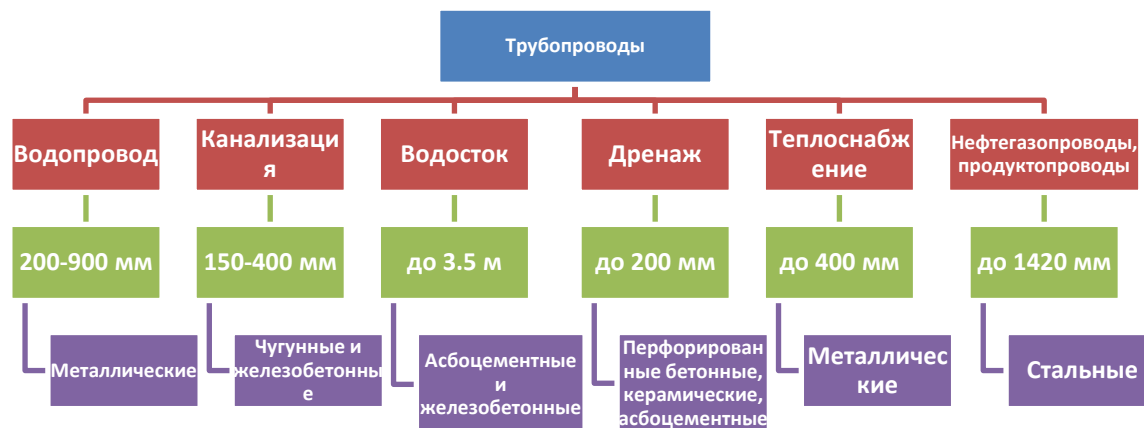 Трубопроводы
Водопровод
Канализаци
я
Водосток
Дренаж
Теплоснабж
ение
Нефтегазопроводы,
продуктопроводы
200-900 мм
150-400 мм
до 3.5 м
до 200 мм
до 400 мм
до 1420 мм
Металлические
Чугунные и
железобетонны
е
Асбоцементные
и
железобетонные
Перфорирован
ные бетонные,
керамические,
асбоцементные
Металличес
кие
Стальные